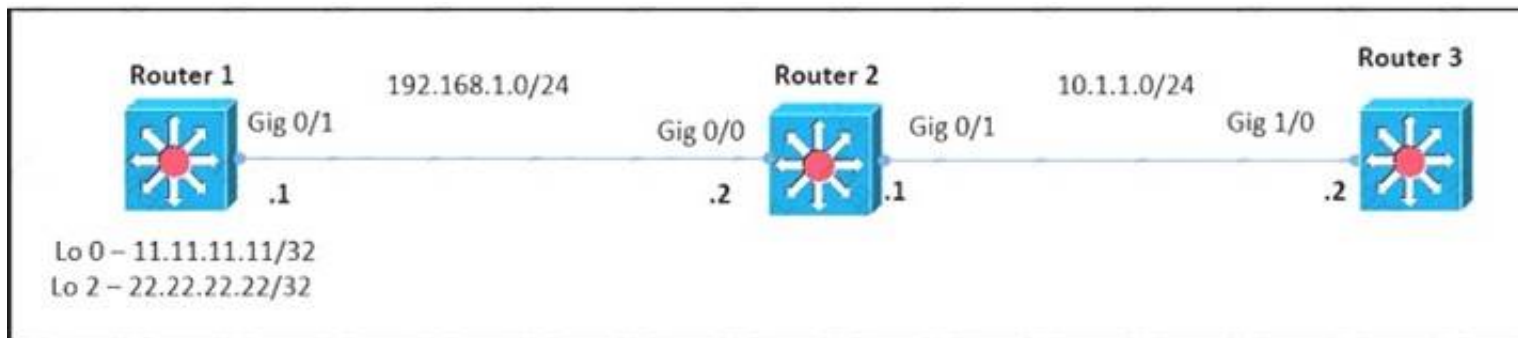 Router 1
192.168.1.0/24
Router 2
10.1.1.0/24
Router 3
Gig 0/1
Gig 0/0
Gig 0/1
Gig 1/0
.1
.2
.1
.2
Lo 0 – 11.11.11.11/32
Lo 2 – 22.22.22.22/32